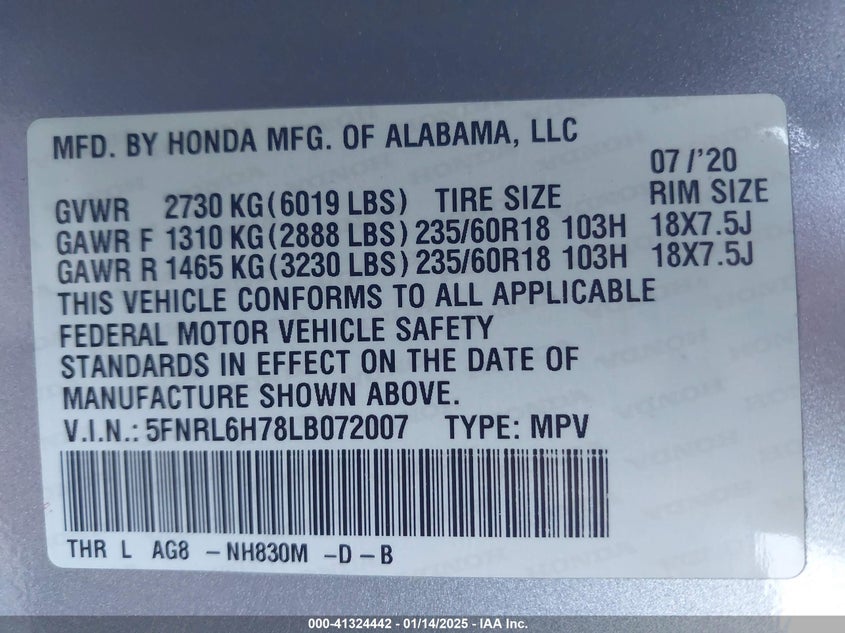 MFD. BY HONDA MFG. OF ALABAMA, LLC
07/'20
GVWR 2730 KG (6019 LBS) TIRE SIZE RIM SIZE
GAWR F 1310 KG (2888 LBS) 235/60R18 103H 18X7.5J
GAWR R 1465 KG (3230 LBS) 235/60R18 103H 18X7.5J
THIS VEHICLE CONFORMS TO ALL APPLICABLE
FEDERAL MOTOR VEHICLE SAFETY
STANDARDS IN EFFECT ON THE DATE OF
MANUFACTURE SHOWN ABOVE.
V.I.N.: 5FNRL6H78LB072007 TYPE: MPV
THR L AG8 -NH830M -D-B
000-41324442 - 01/14/2025 - © IAA Inc.